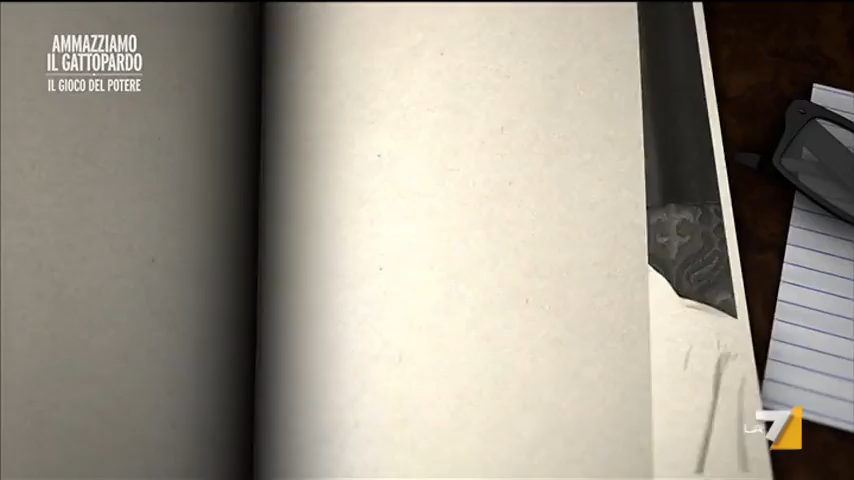 AMMAZZIAMO
IL GATTOPARDO
IL GIOCO DEL POTERE
LA7